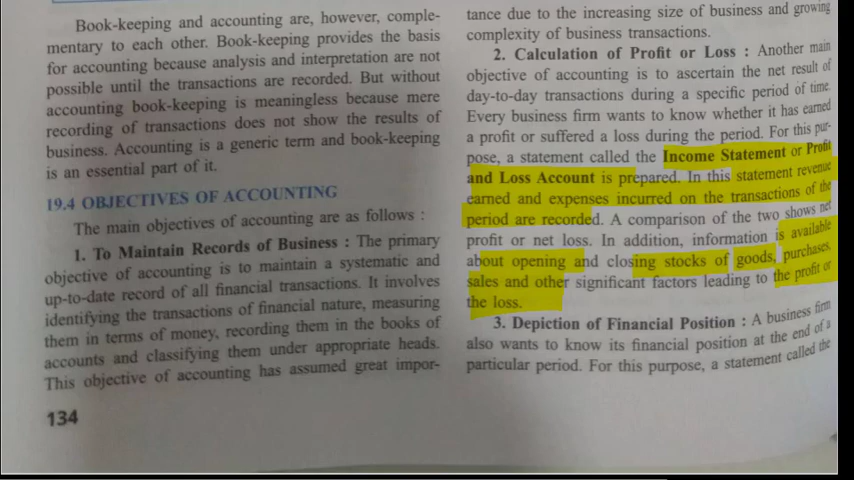 Book-keeping and accounting are, however, comple-
mentary to each other. Book-keeping provides the basis
for accounting because analysis and interpretation are not
possible until the transactions are recorded. But without
accounting book-keeping is meaningless because mere
recording of transactions does not show the results of
business. Accounting is a generic term and book-keeping
is an essential part of it.
19.4 OBJECTIVES OF ACCOUNTING
The main objectives of accounting are as follows :
1. To Maintain Records of Business : The primary
objective of accounting is to maintain a systematic and
up-to-date record of all financial transactions. It involves
identifying the transactions of financial nature, measuring
them in terms of money, recording them in the books of
accounts and classifying them under appropriate heads.
This objective of accounting has assumed great impor-
134
tance due to the increasing size of business and growing
complexity of business transactions.
2. Calculation of Profit or Loss : Another main
objective of accounting is to ascertain the net result of
day-to-day transactions during a specific period of time.
Every business firm wants to know whether it has earned
a profit or suffered a loss during the period. For this pur-
pose, a statement called the Income Statement or Profit
and Loss Account is prepared. In this statement revenue
earned and expenses incurred on the transactions of the
period are recorded. A comparison of the two shows net
profit or net loss. In addition, information is available
about opening and closing stocks of goods, purchases,
sales and other significant factors leading to the profit or
the loss.
3. Depiction of Financial Position : A business firm
also wants to know its financial position at the end of a
particular period. For this purpose, a statement called the